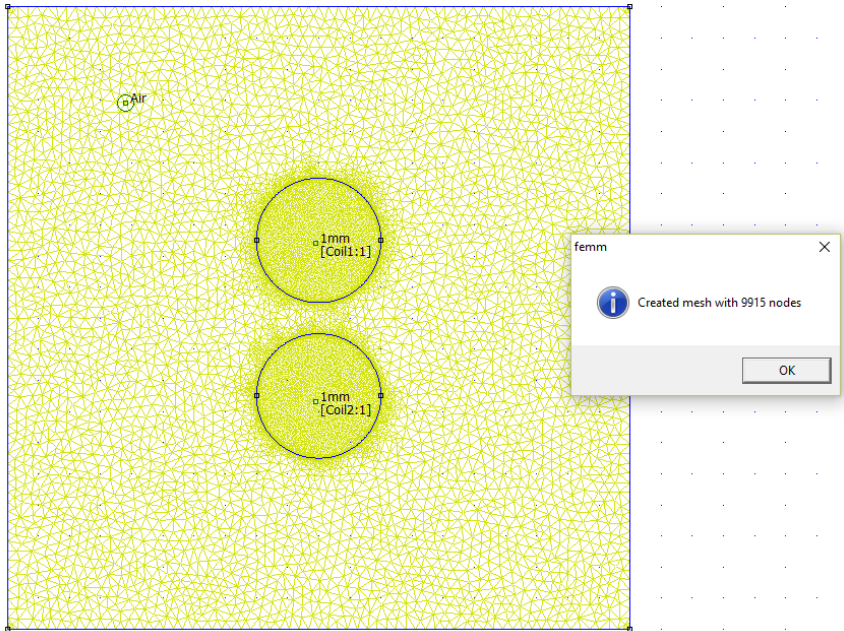 Air
1mm
[Coil1:1]
1mm
[Coil2:1]
femm
Created mesh with 9915 nodes
OK